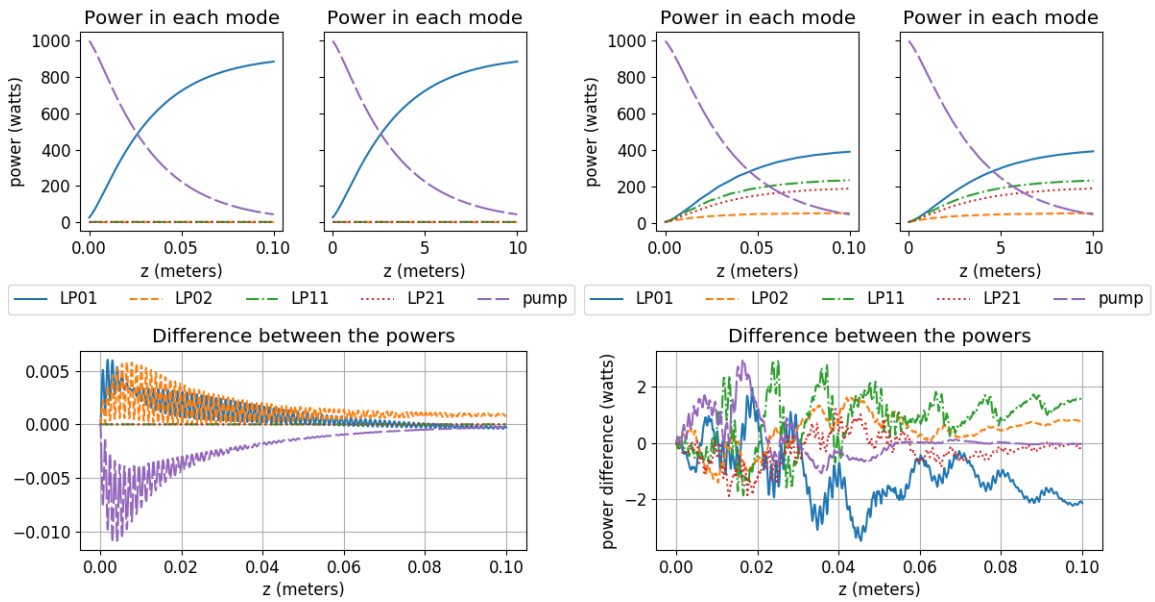 Power in each mode Power in each mode Power in each mode Power in each mode
1000
800
600
400
200
0
power (watts)
0.00 0.05 0.10
z (meters)
0 5 10
z (meters)
1000
800
600
400
200
0
power (watts)
0.00 0.05 0.10
z (meters)
0 5 10
z (meters)
LP01 LP02 LP11 LP21 pump
LP01 LP02 LP11 LP21 pump
Difference between the powers
0.005
0.000
−0.005
−0.010
0.00 0.02 0.04 0.06 0.08 0.10
z (meters)
Difference between the powers
power difference (watts)
2
0
−2
0.00 0.02 0.04 0.06 0.08 0.10
z (meters)